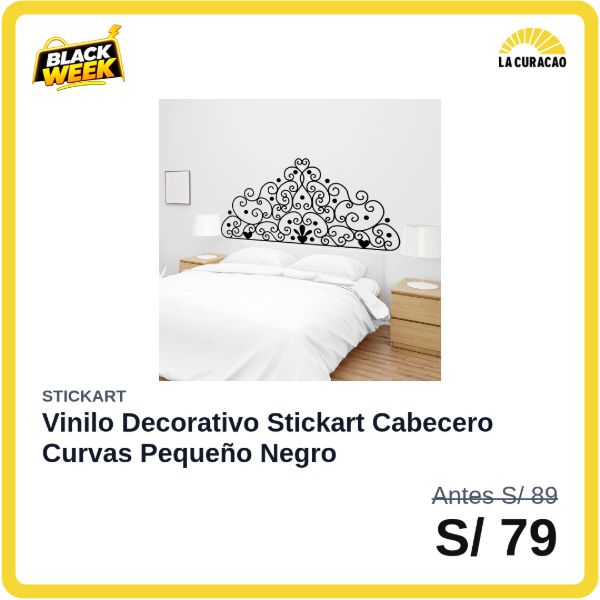 BLACK
WEEK
LA CURACAO
STICKART
Vinilo Decorativo Stickart Cabecero
Curvas Pequeño Negro
Antes S/ 89
S/ 79